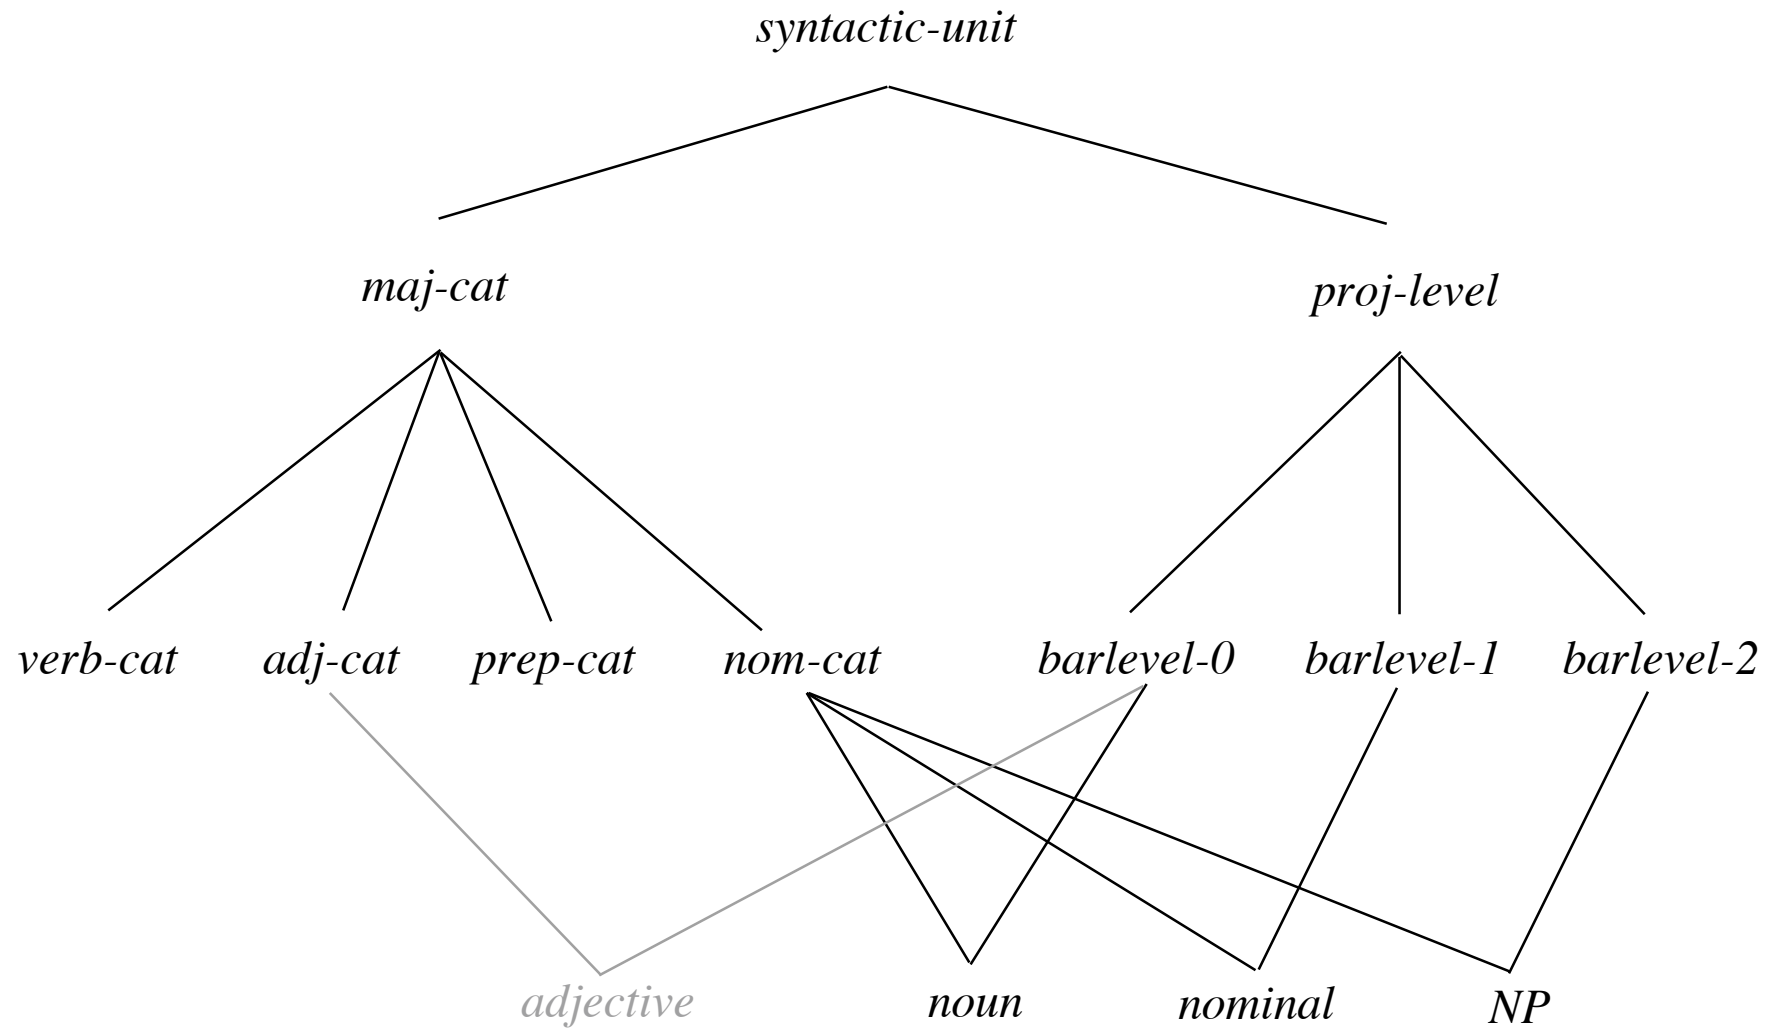 syntactic-unit
maj-cat proj-level
verb-cat adj-cat prep-cat nom-cat barlevel-0 barlevel-1 barlevel-2
adjective noun nominal NP